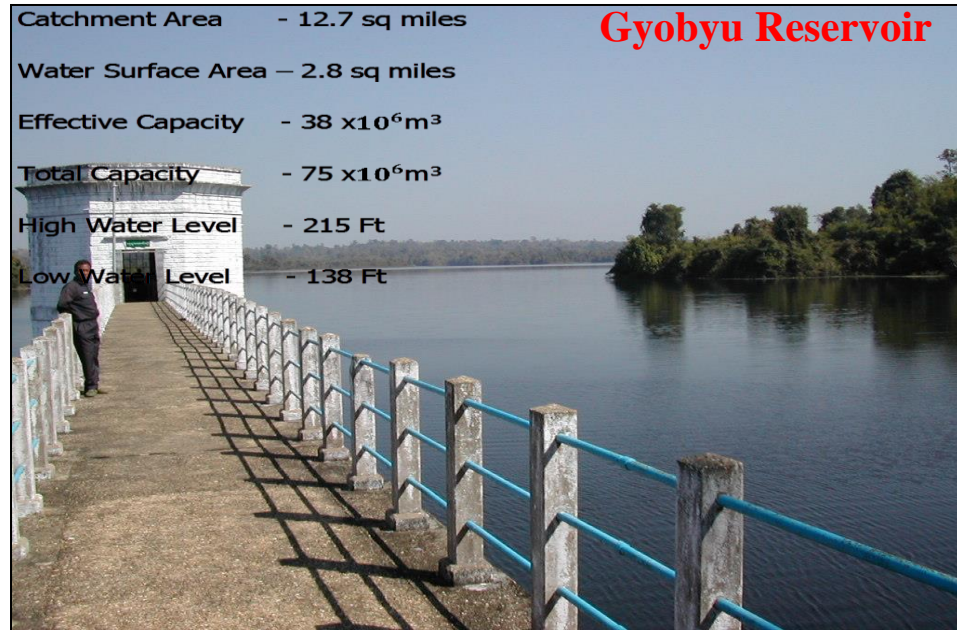 Gyobyu Reservoir
Catchment Area - 12.7 sq miles
Water Surface Area – 2.8 sq miles
Effective Capacity - 38 x10⁶m³
Total Capacity - 75 x10⁶m³
High Water Level - 215 Ft
Low Water Level - 138 Ft